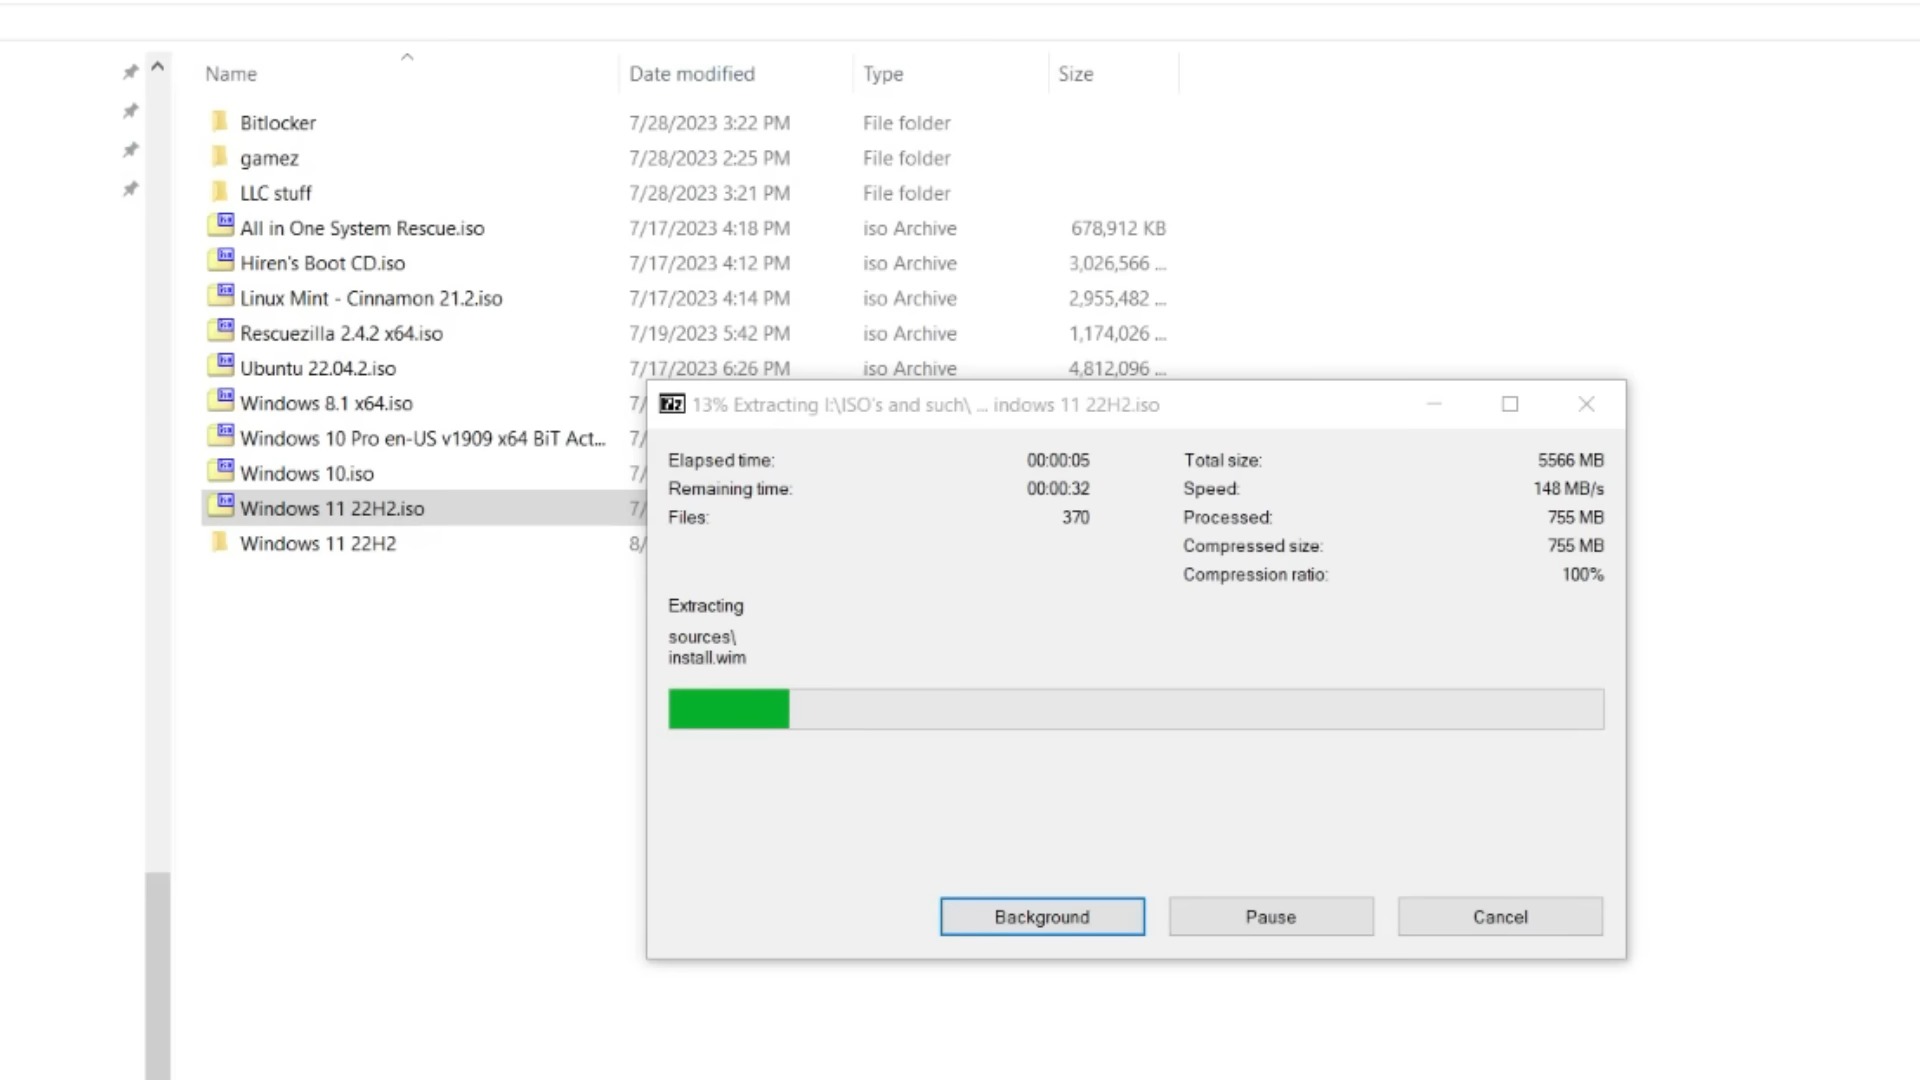 Name Date modified Type Size
Bitlocker 7/28/2023 3:22 PM File folder
gamez 7/28/2023 2:25 PM File folder
LLC stuff 7/28/2023 3:21 PM File folder
All in One System Rescue.iso 7/17/2023 4:18 PM iso Archive 678,912 KB
Hiren's Boot CD.iso 7/17/2023 4:12 PM iso Archive 3,026,566 ...
Linux Mint - Cinnamon 21.2.iso 7/17/2023 4:14 PM iso Archive 2,955,482 ...
Rescuezilla 2.4.2 x64.iso 7/19/2023 5:42 PM iso Archive 1,174,026 ...
Ubuntu 22.04.2.iso 7/17/2023 6:26 PM iso Archive 4,812,096 ...
Windows 8.1 x64.iso 7/
Windows 10 Pro en-US v1909 x64 BiT Act... 7/
Windows 10.iso 7/
Windows 11 22H2.iso 7/
Windows 11 22H2 8/
7z 13% Extracting I:\ISO's and such\ ... indows 11 22H2.iso
Elapsed time: 00:00:05 Total size: 5566 MB
Remaining time: 00:00:32 Speed: 148 MB/s
Files: 370 Processed: 755 MB
Compressed size: 755 MB
Compression ratio: 100%
Extracting
sources\
install.wim
Background Pause Cancel